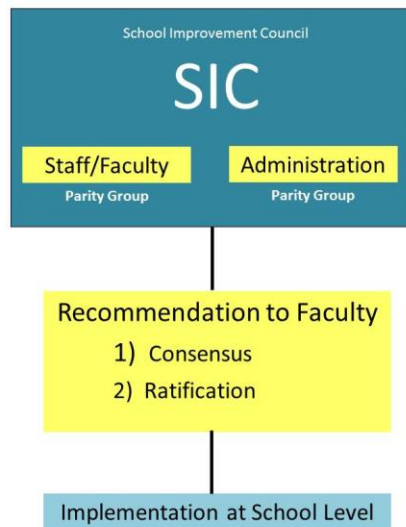 School Improvement Council
SIC
Staff/Faculty
Administration
Parity Group
Parity Group
Recommendation to Faculty
1) Consensus
2) Ratification
Implementation at School Level